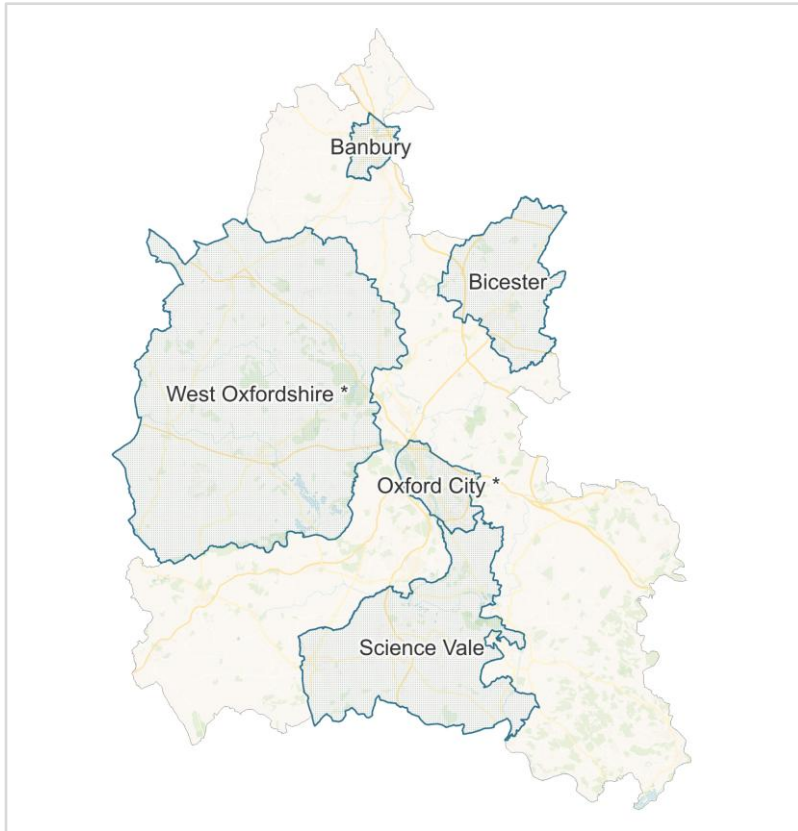 Banbury
Bicester
West Oxfordshire *
Oxford City *
Science Vale